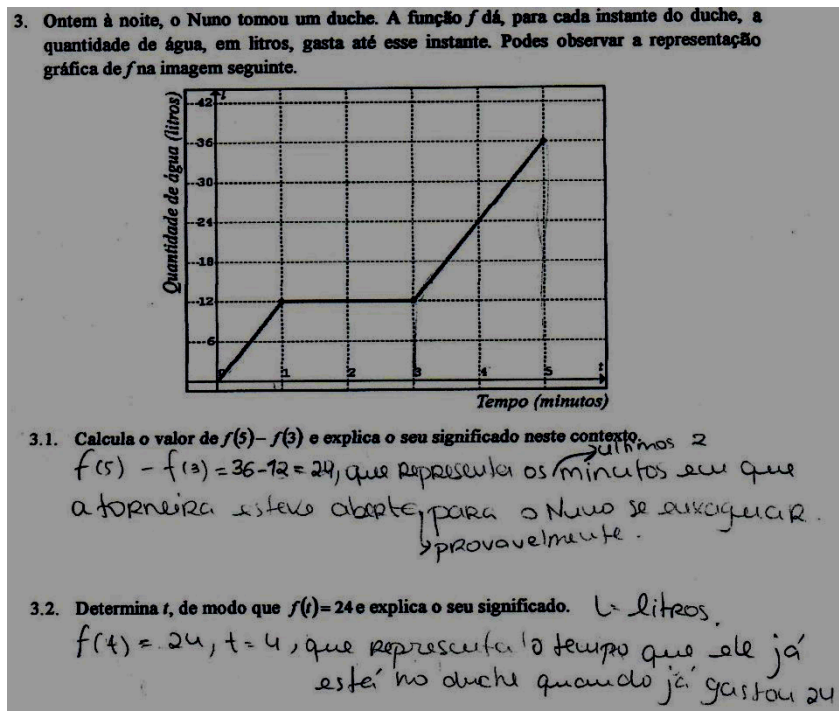 3. Ontem à noite, o Nuno tomou um duche. A função f dá, para cada instante do duche, a
quantidade de água, em litros, gasta até esse instante. Podes observar a representação
gráfica de f na imagem seguinte.
Quantidade de água (litros)
42
36
30
24
18
12
6
0 1 2 3 4 5 t
Tempo (minutos)
3.1. Calcula o valor de f(5)– f(3) e explica o seu significado neste contexto.
últimos 2
f(5) - f(3) = 36-12 = 24, que representa os minutos em que
a torneira esteve aberte, para o Nuno se enxaguar.
provavelmente.
3.2. Determina t, de modo que f(t)= 24 e explica o seu significado. L- litros.
f(t) = 24, t = 4, que representa o tempo que ele já
está no duche quando já gastou 24